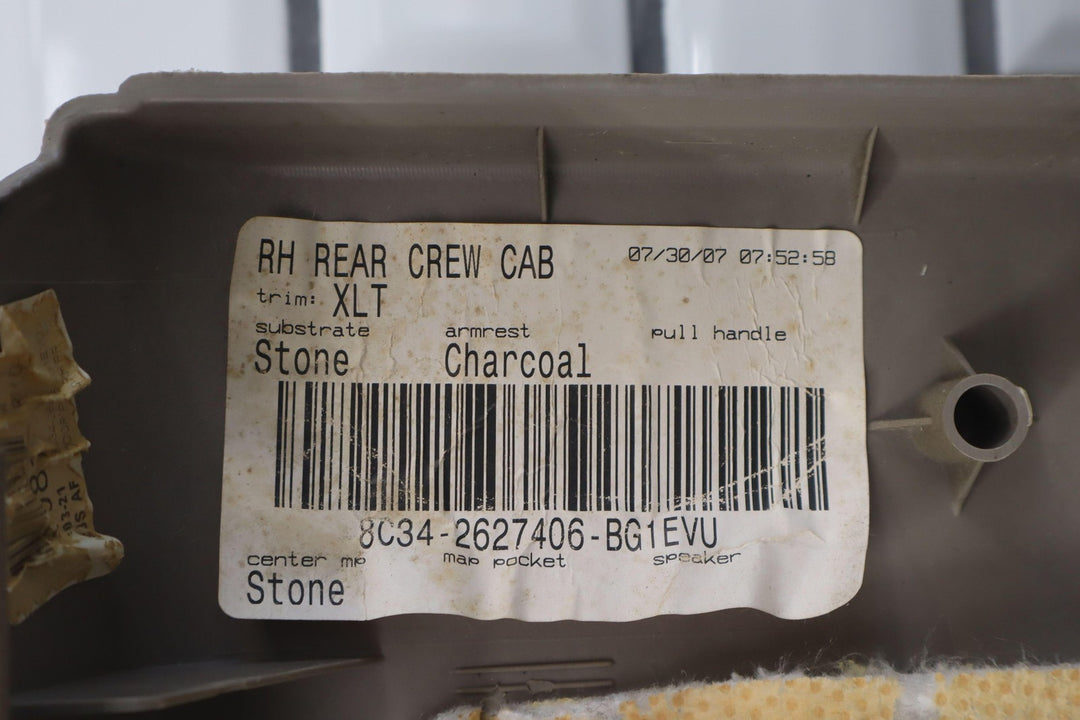 RH REAR CREW CAB 07/30/07 07:52:58
trim: XLT
substrate armrest pull handle
Stone Charcoal
8C34-2627406-BG1EVU
center mp map pocket speaker
Stone